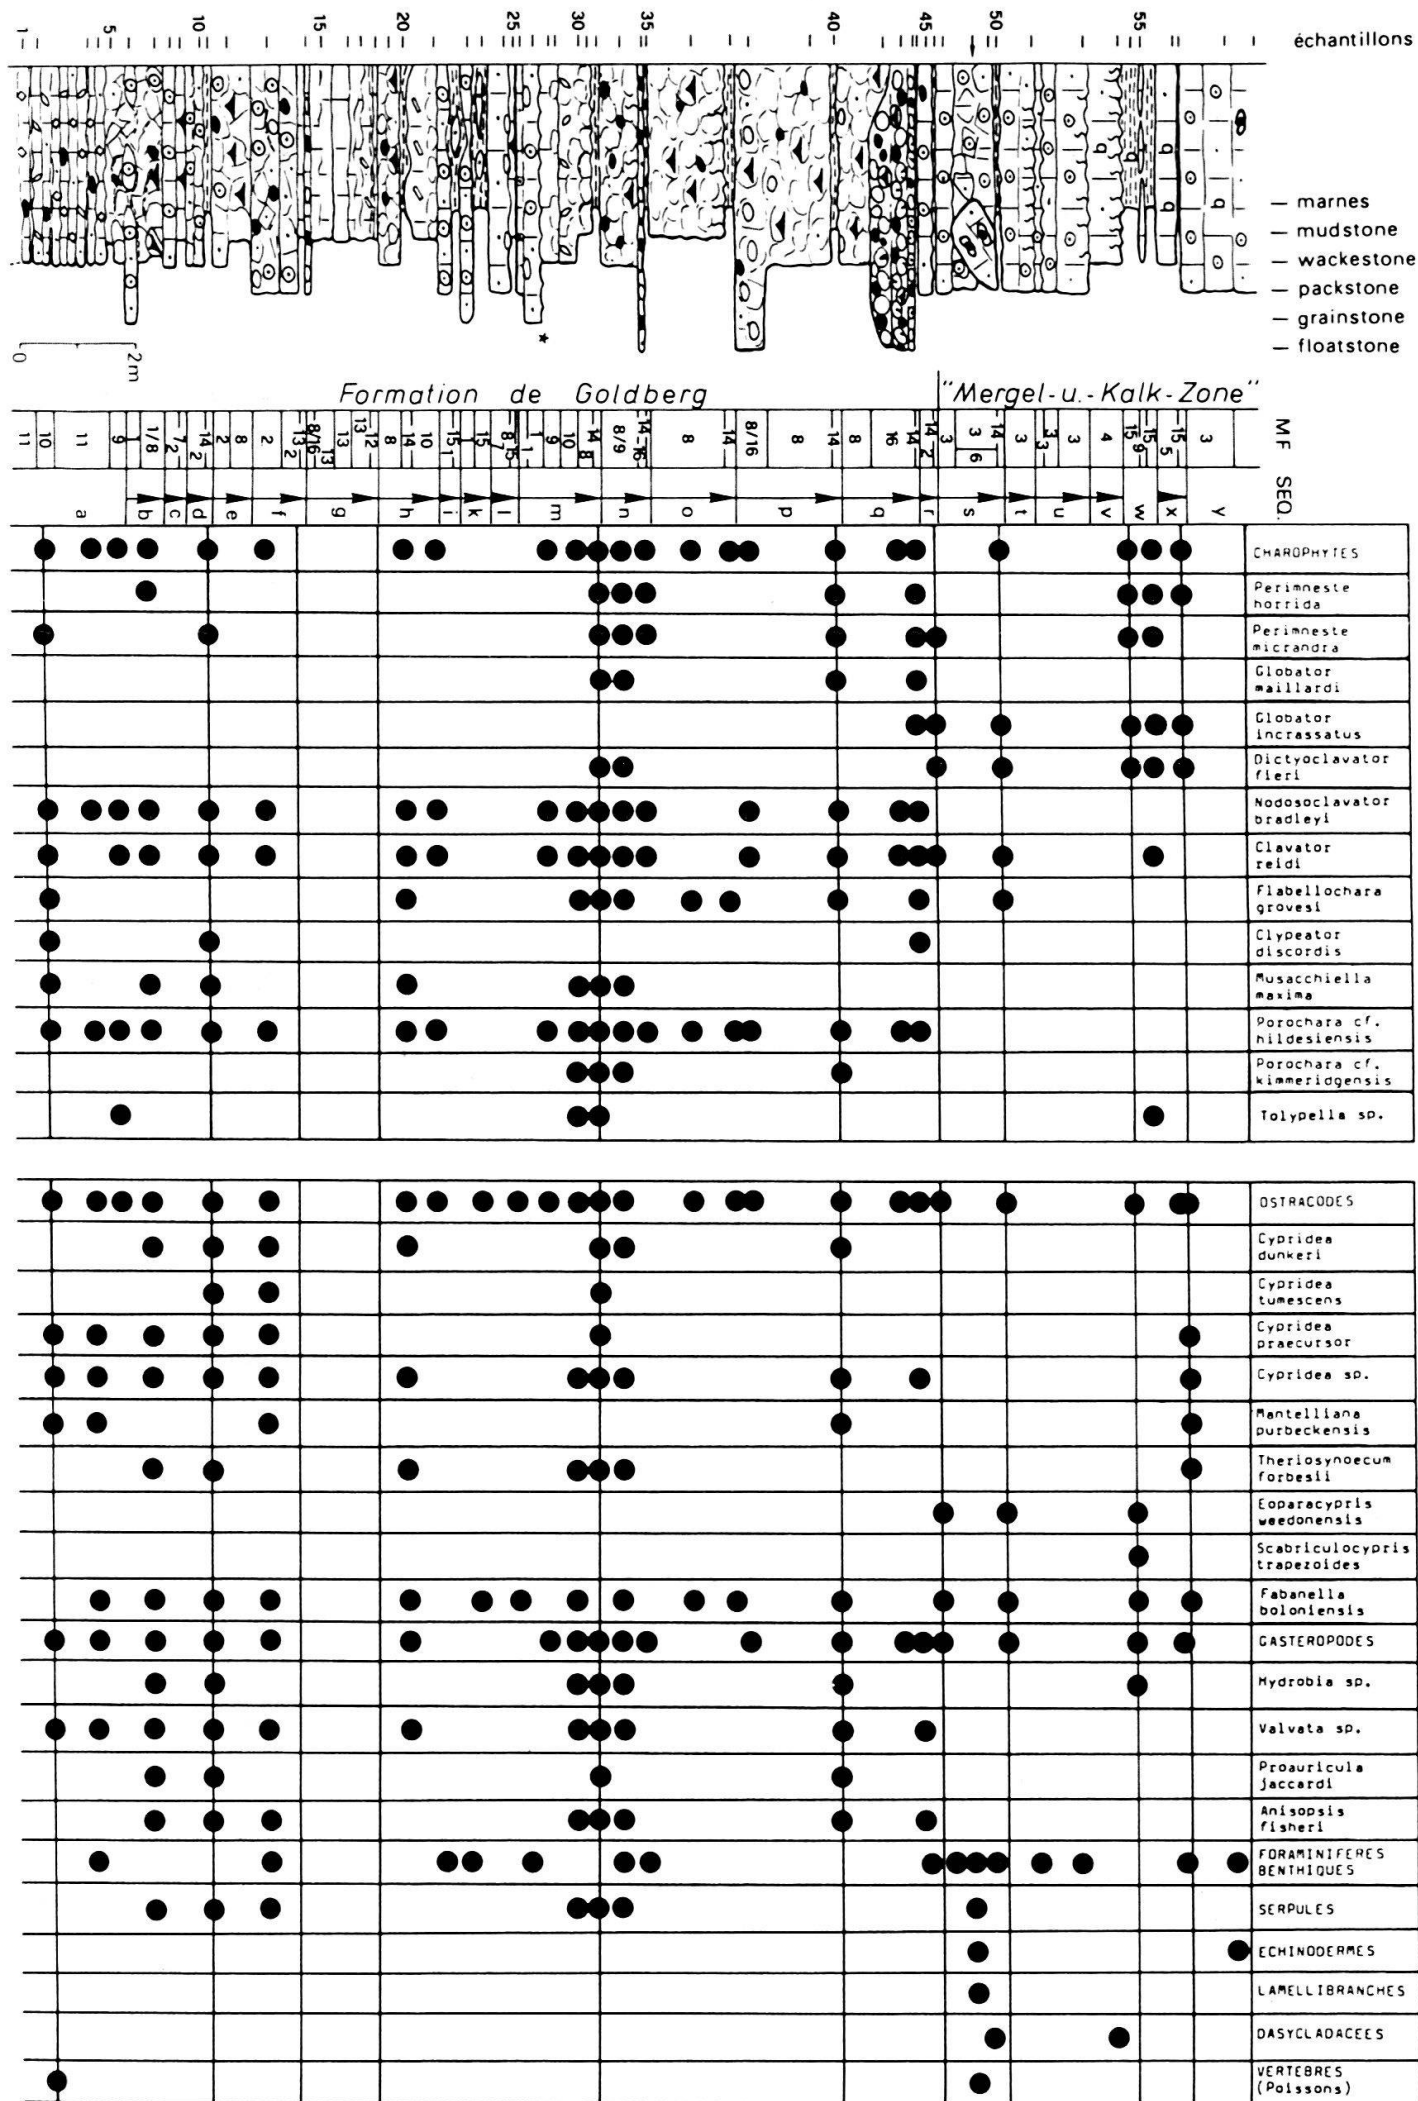 1 5 10 15 20 25 30 35 40 45 50 55 échantillons
— marnes
— mudstone
— wackestone
— packstone
— grainstone
— floatstone
0 2m
*
Formation de Goldberg "Mergel-u.-Kalk-Zone"
MF
SEQ.
a b c d e f g h i k l m n o p q r s t u v w x y
CHAROPHYTES
Perimneste
horrida
Perimneste
micrandra
Globator
maillardi
Globator
incrassatus
Dictyoclavator
fieri
Nodosoclavator
bradleyi
Clavator
reidi
Flabellochara
grovesi
Clypeator
discordis
Musacchiella
maxima
Porochara cf.
hildesiensis
Porochara cf.
kimmeridgensis
Tolypella sp.
OSTRACODES
Cypridea
dunkeri
Cypridea
tumescens
Cypridea
praecursor
Cypridea sp.
Mantelliana
purbeckensis
Theriosynoecum
forbesii
Eoparacypris
weedonensis
Scabriculocypris
trapezoides
Fabanella
boloniensis
GASTEROPODES
Hydrobia sp.
Valvata sp.
Proauricula
jaccardi
Anisopsis
fisheri
FORAMINIFERES
BENTHIQUES
SERPULES
ECHINODERMES
LAMELLIBRANCHES
DASYCLADACEES
VERTEBRES
(Poissons)